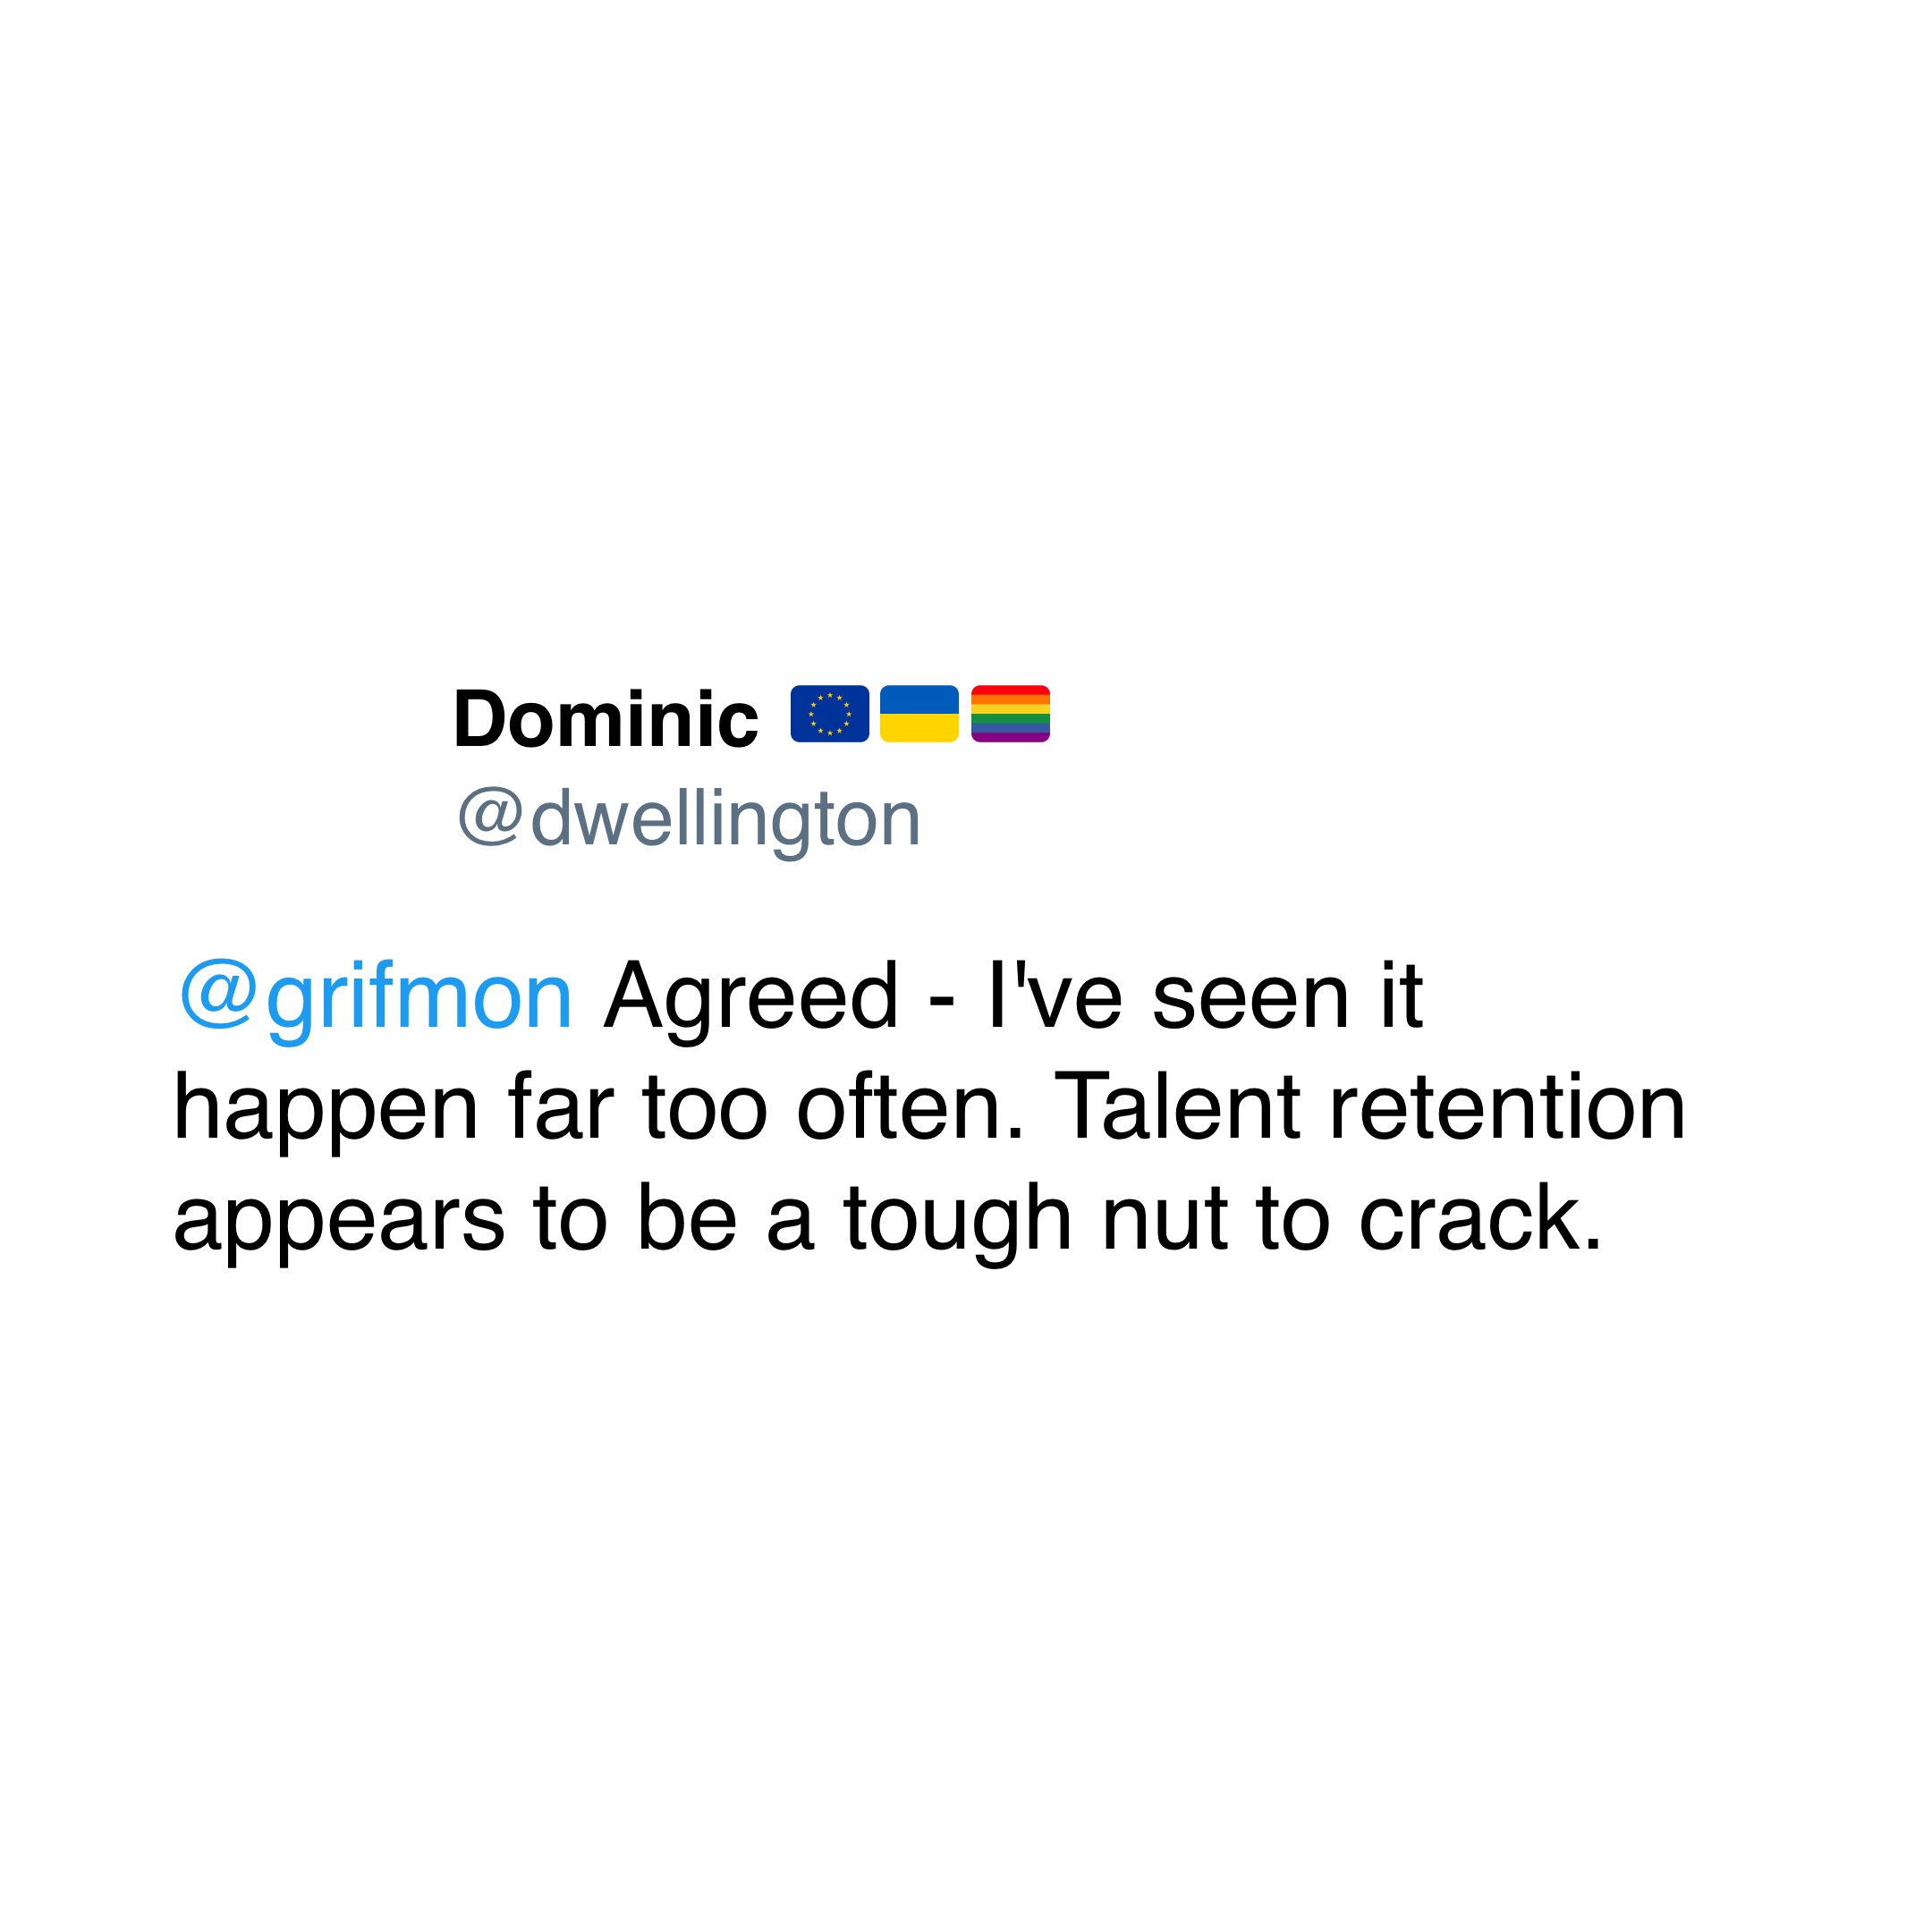 Dominic 🇪🇺🇺🇦🏳️‍🌈
@dwellington
@grifmon Agreed - I've seen it
happen far too often. Talent retention
appears to be a tough nut to crack.